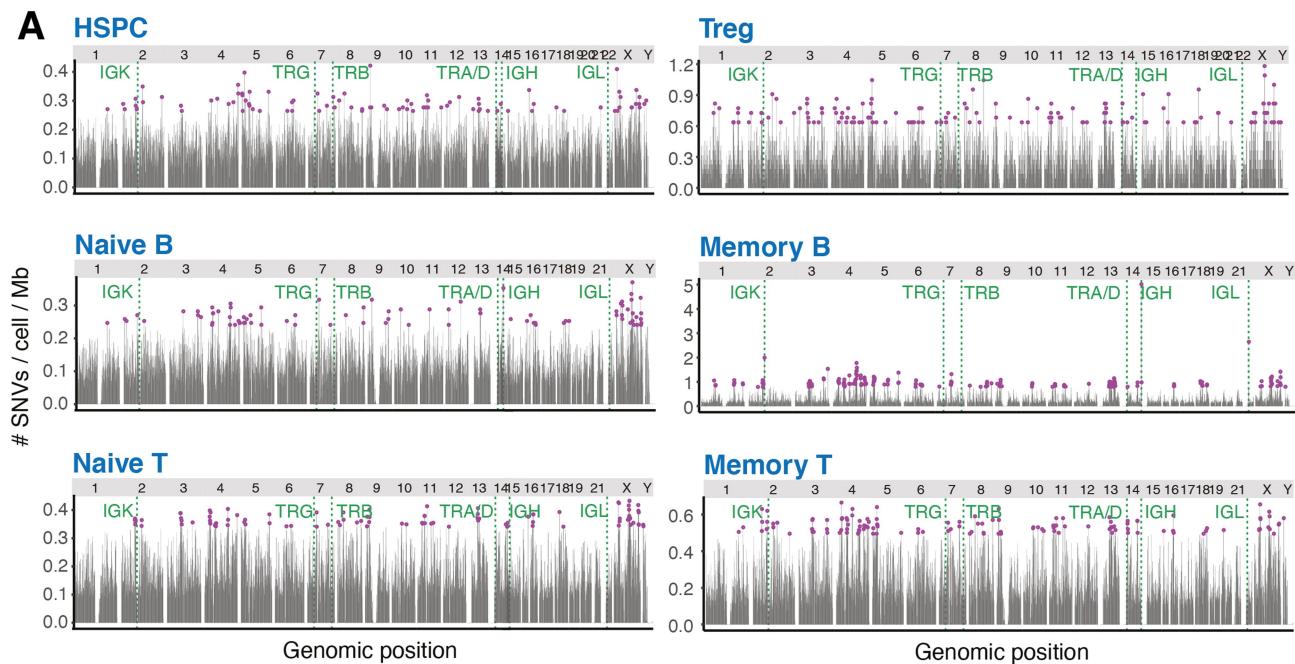 A
HSPC
1 2 3 4 5 6 7 8 9 10 11 12 13 14 15 16 17 18 19 20 21 22 X Y
IGK TRG TRB TRA/D IGH IGL
0.4
0.3
0.2
0.1
0.0
Treg
1 2 3 4 5 6 7 8 9 10 11 12 13 14 15 16 17 18 19 20 21 22 X Y
IGK TRG TRB TRA/D IGH IGL
1.2
0.9
0.6
0.3
0.0
# SNVs / cell / Mb
Naive B
1 2 3 4 5 6 7 8 9 10 11 12 13 14 15 16 17 18 19 21 X Y
IGK TRG TRB TRA/D IGH IGL
0.3
0.2
0.1
0.0
Memory B
1 2 3 4 5 6 7 8 9 10 11 12 13 14 15 16 17 18 19 21 X Y
IGK TRG TRB TRA/D IGH IGL
5
4
3
2
1
0
Naive T
1 2 3 4 5 6 7 8 9 10 11 12 13 14 15 16 17 18 19 21 X Y
IGK TRG TRB TRA/D IGH IGL
0.4
0.3
0.2
0.1
0.0
Genomic position
Memory T
1 2 3 4 5 6 7 8 9 10 11 12 13 14 15 16 17 18 19 21 X Y
IGK TRG TRB TRA/D IGH IGL
0.6
0.4
0.2
0.0
Genomic position